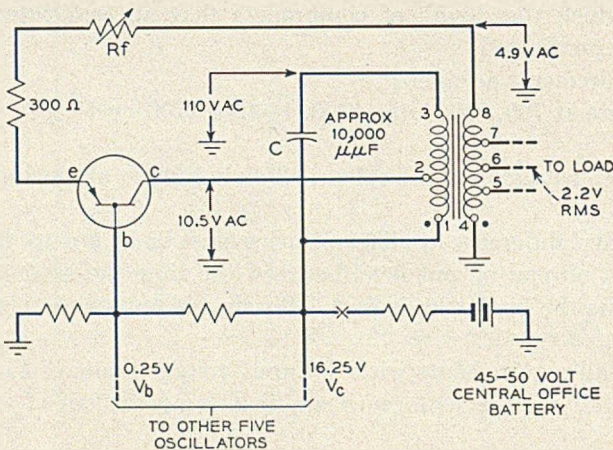 Rf
4.9 V AC
300 Ω
110 V AC
APPROX
10,000
μμF
C
3
8
7
6
5
2
1
4
TO LOAD
2.2V
RMS
e
c
b
10.5 V AC
0.25 V
Vb
16.25 V
Vc
45–50 VOLT
CENTRAL OFFICE
BATTERY
TO OTHER FIVE
OSCILLATORS